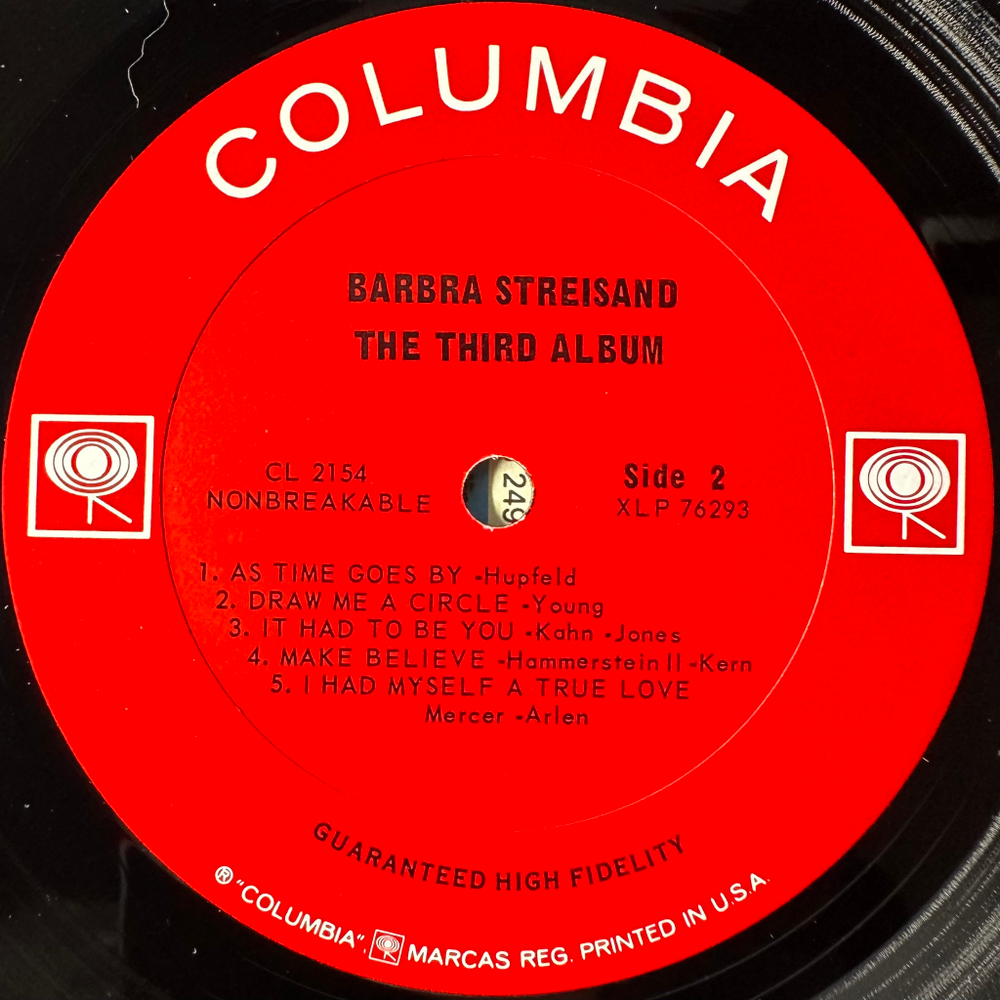 COLUMBIA
BARBRA STREISAND
THE THIRD ALBUM
CL 2154
NONBREAKABLE
249
Side 2
XLP 76293
1. AS TIME GOES BY -Hupfeld
2. DRAW ME A CIRCLE -Young
3. IT HAD TO BE YOU -Kahn -Jones
4. MAKE BELIEVE -Hammerstein II -Kern
5. I HAD MYSELF A TRUE LOVE
Mercer -Arlen
GUARANTEED HIGH FIDELITY
® "COLUMBIA", MARCAS REG. PRINTED IN U.S.A.